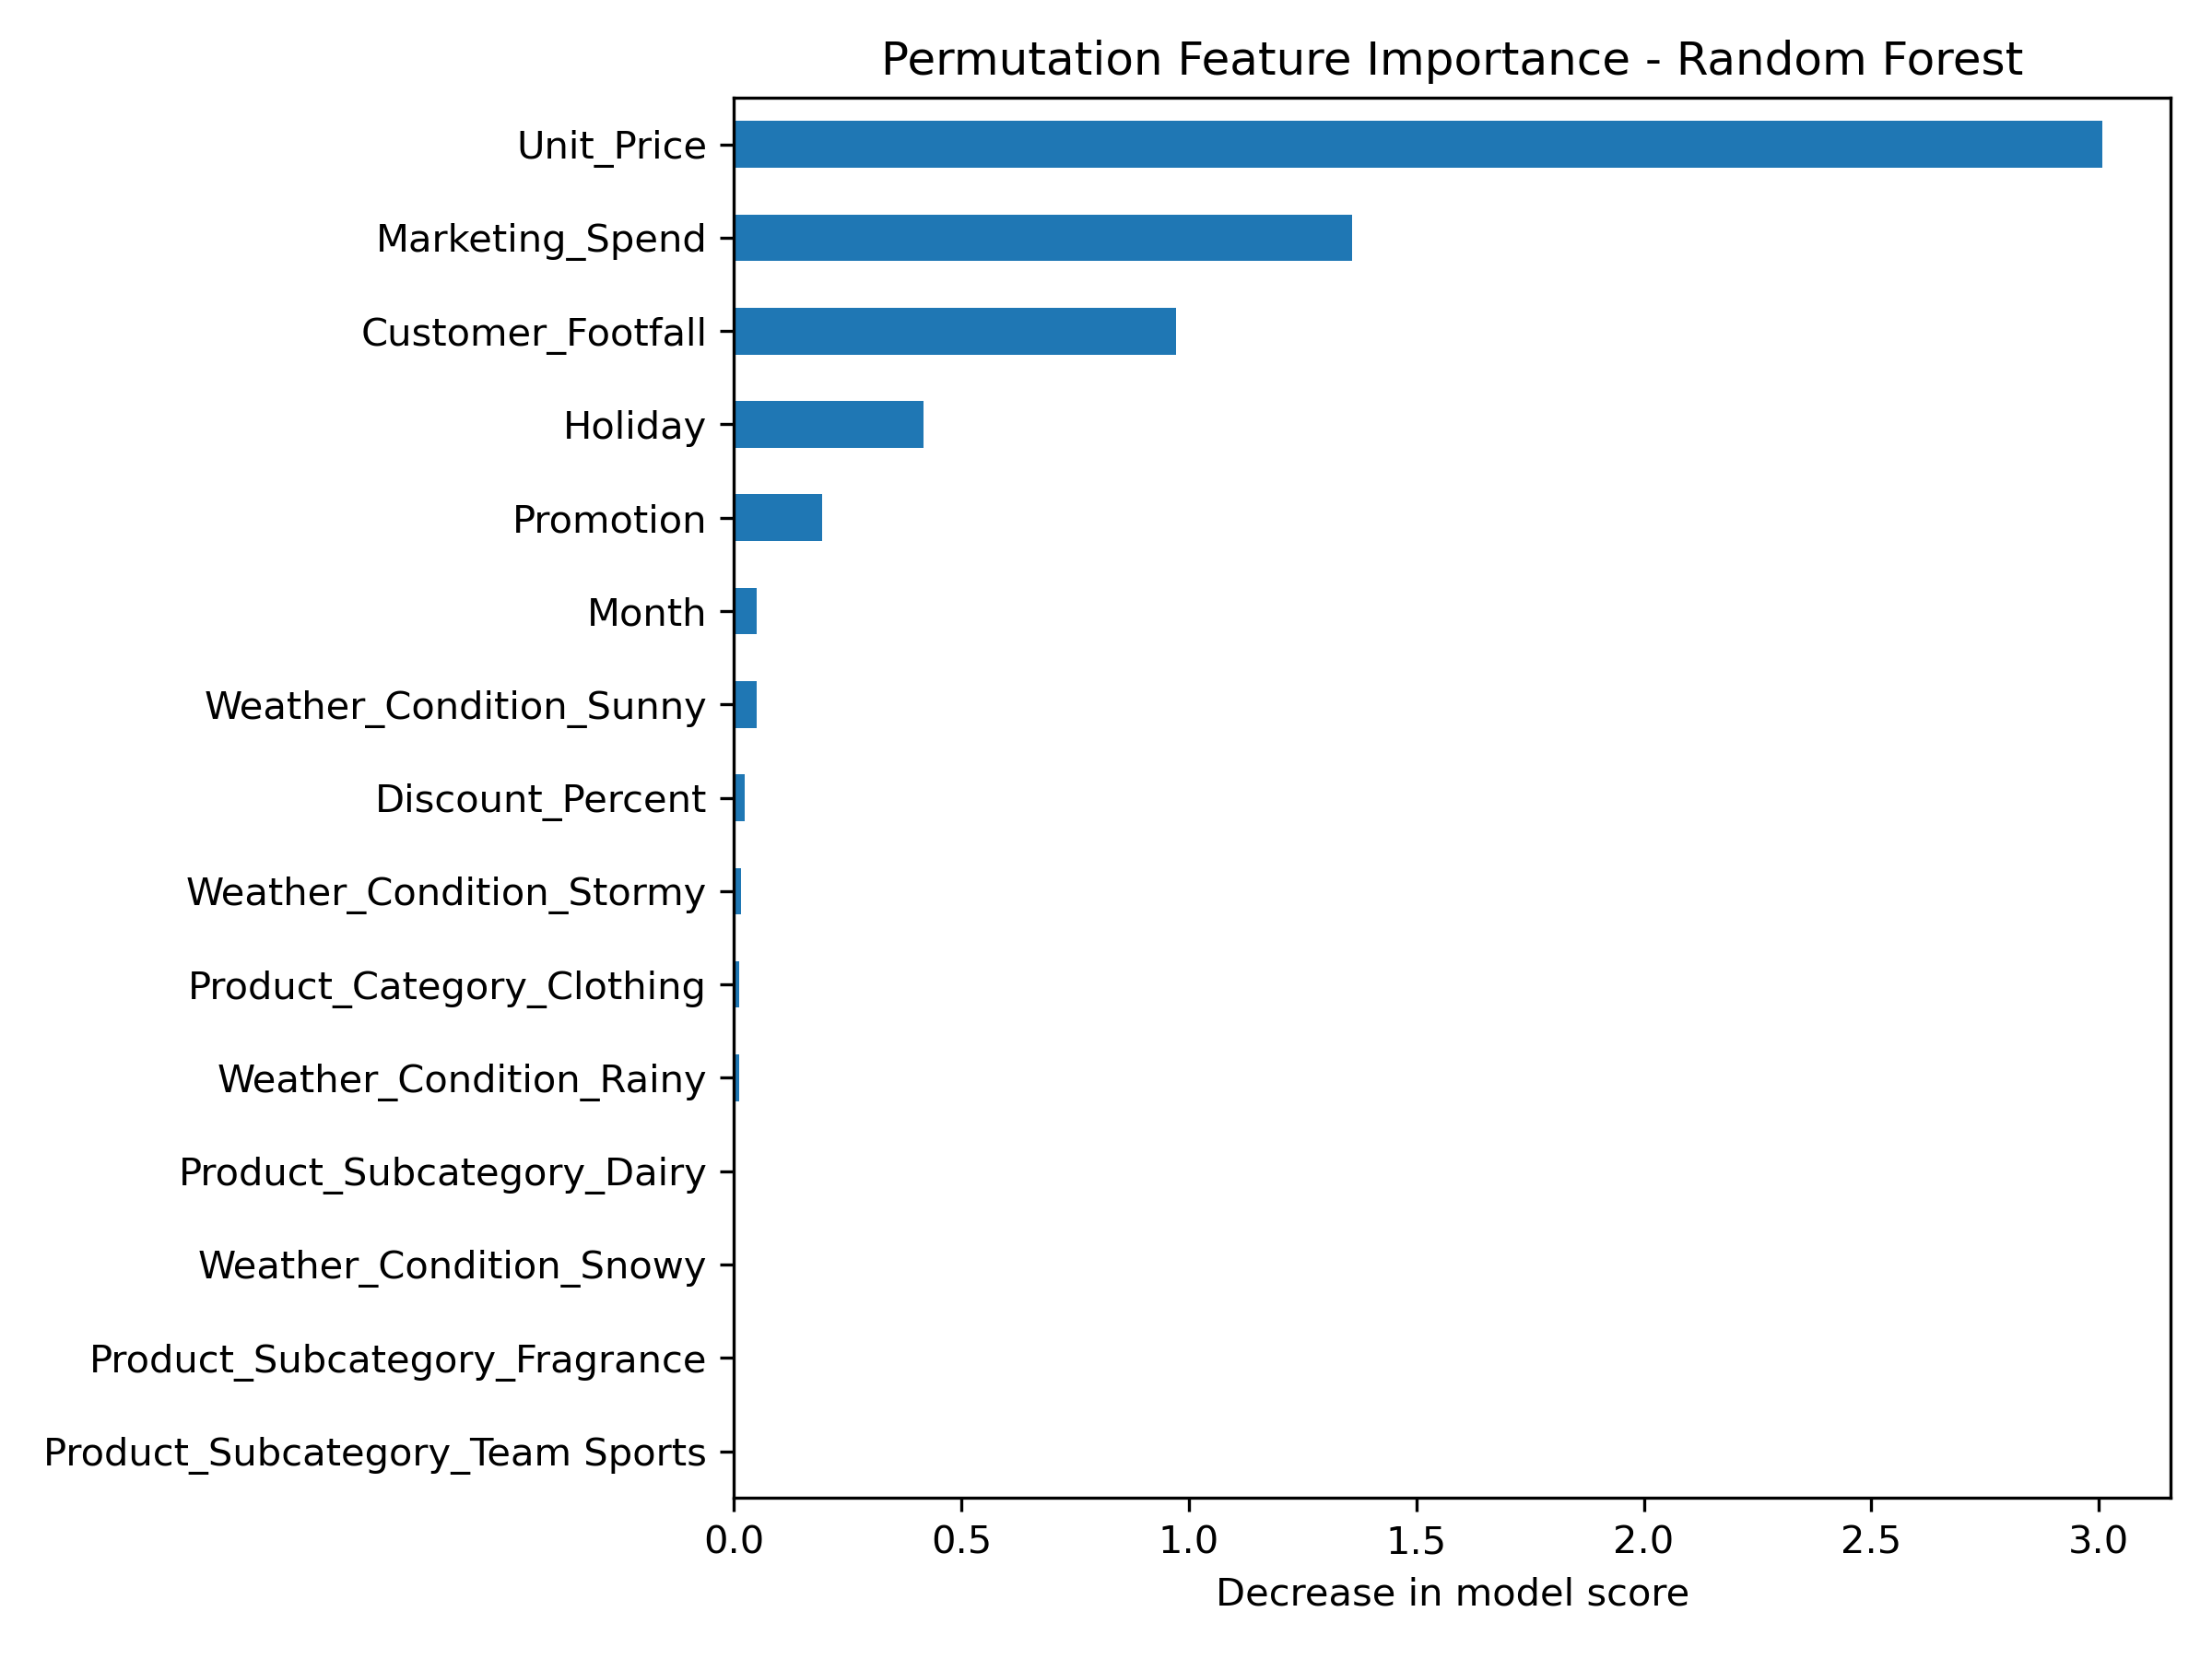 Permutation Feature Importance - Random Forest
Unit_Price
Marketing_Spend
Customer_Footfall
Holiday
Promotion
Month
Weather_Condition_Sunny
Discount_Percent
Weather_Condition_Stormy
Product_Category_Clothing
Weather_Condition_Rainy
Product_Subcategory_Dairy
Weather_Condition_Snowy
Product_Subcategory_Fragrance
Product_Subcategory_Team Sports
0.0 0.5 1.0 1.5 2.0 2.5 3.0
Decrease in model score